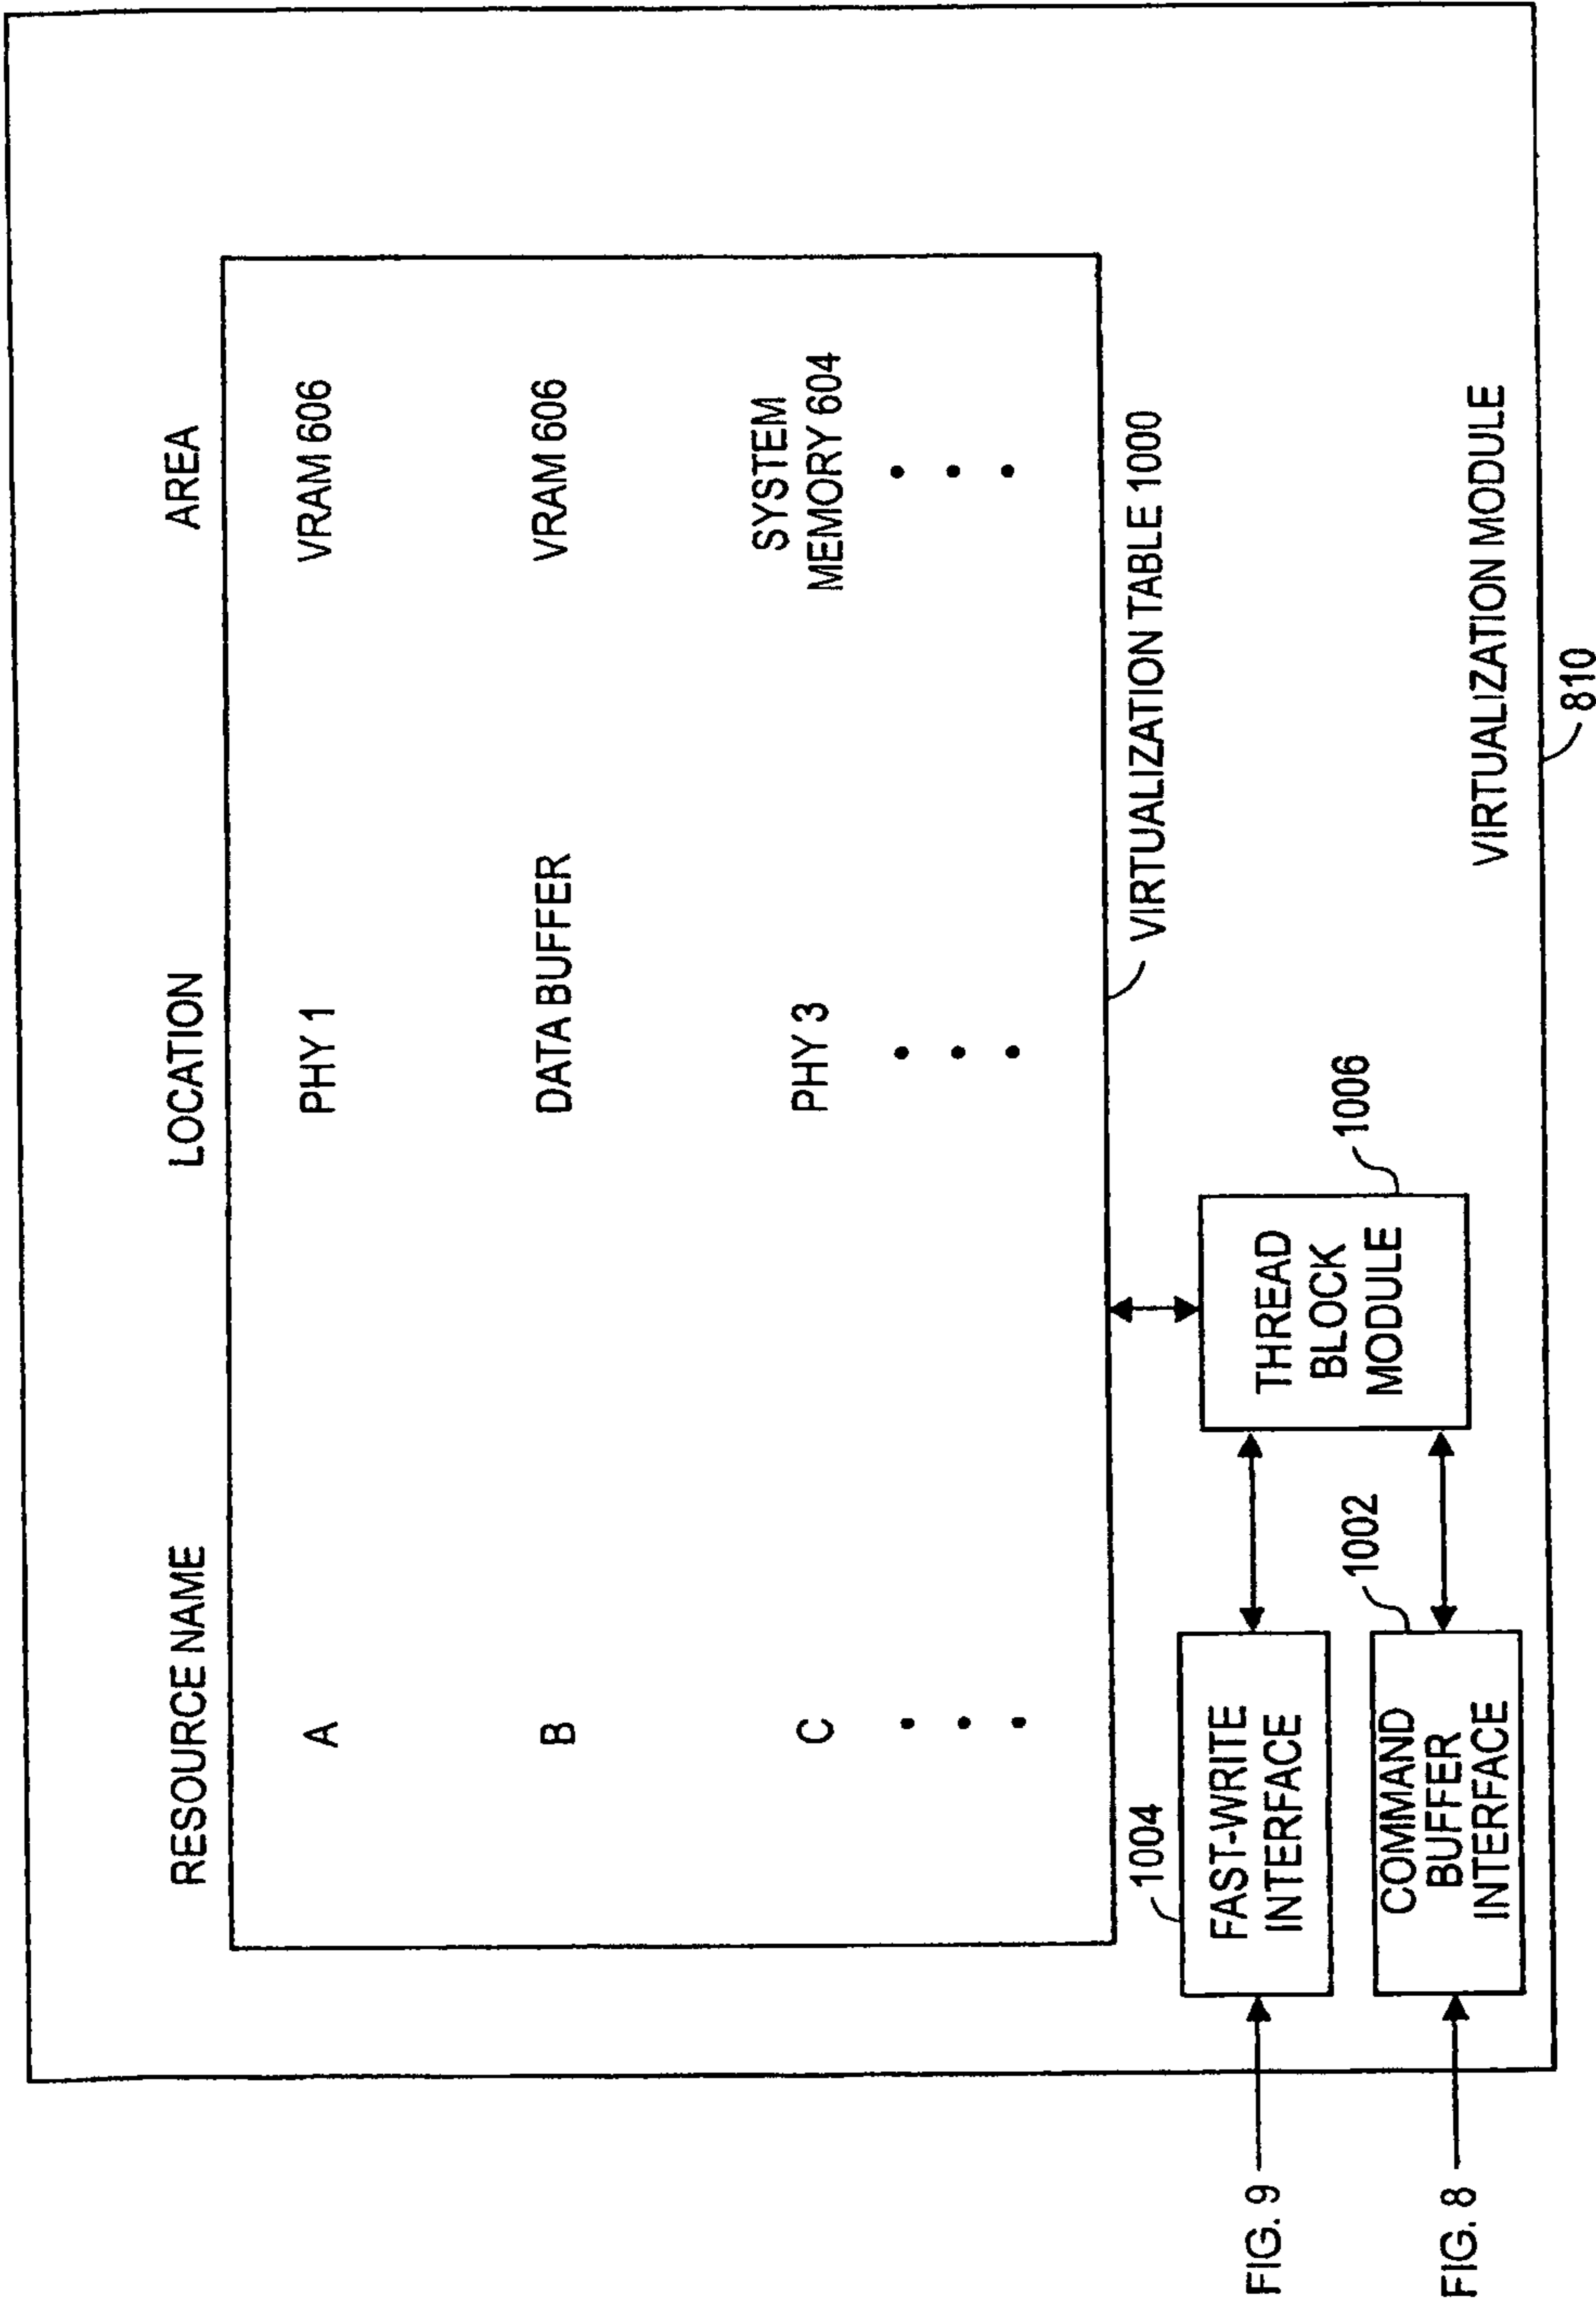 RESOURCE NAME LOCATION AREA
A PHY 1 VRAM 606
B DATA BUFFER VRAM 606
SYSTEM
C PHY 3 MEMORY 604
VIRTUALIZATION TABLE 1000
1004
FAST-WRITE
INTERFACE
1002
COMMAND
BUFFER
INTERFACE
1006
THREAD
BLOCK
MODULE
FIG. 9
FIG. 8
VIRTUALIZATION MODULE
810